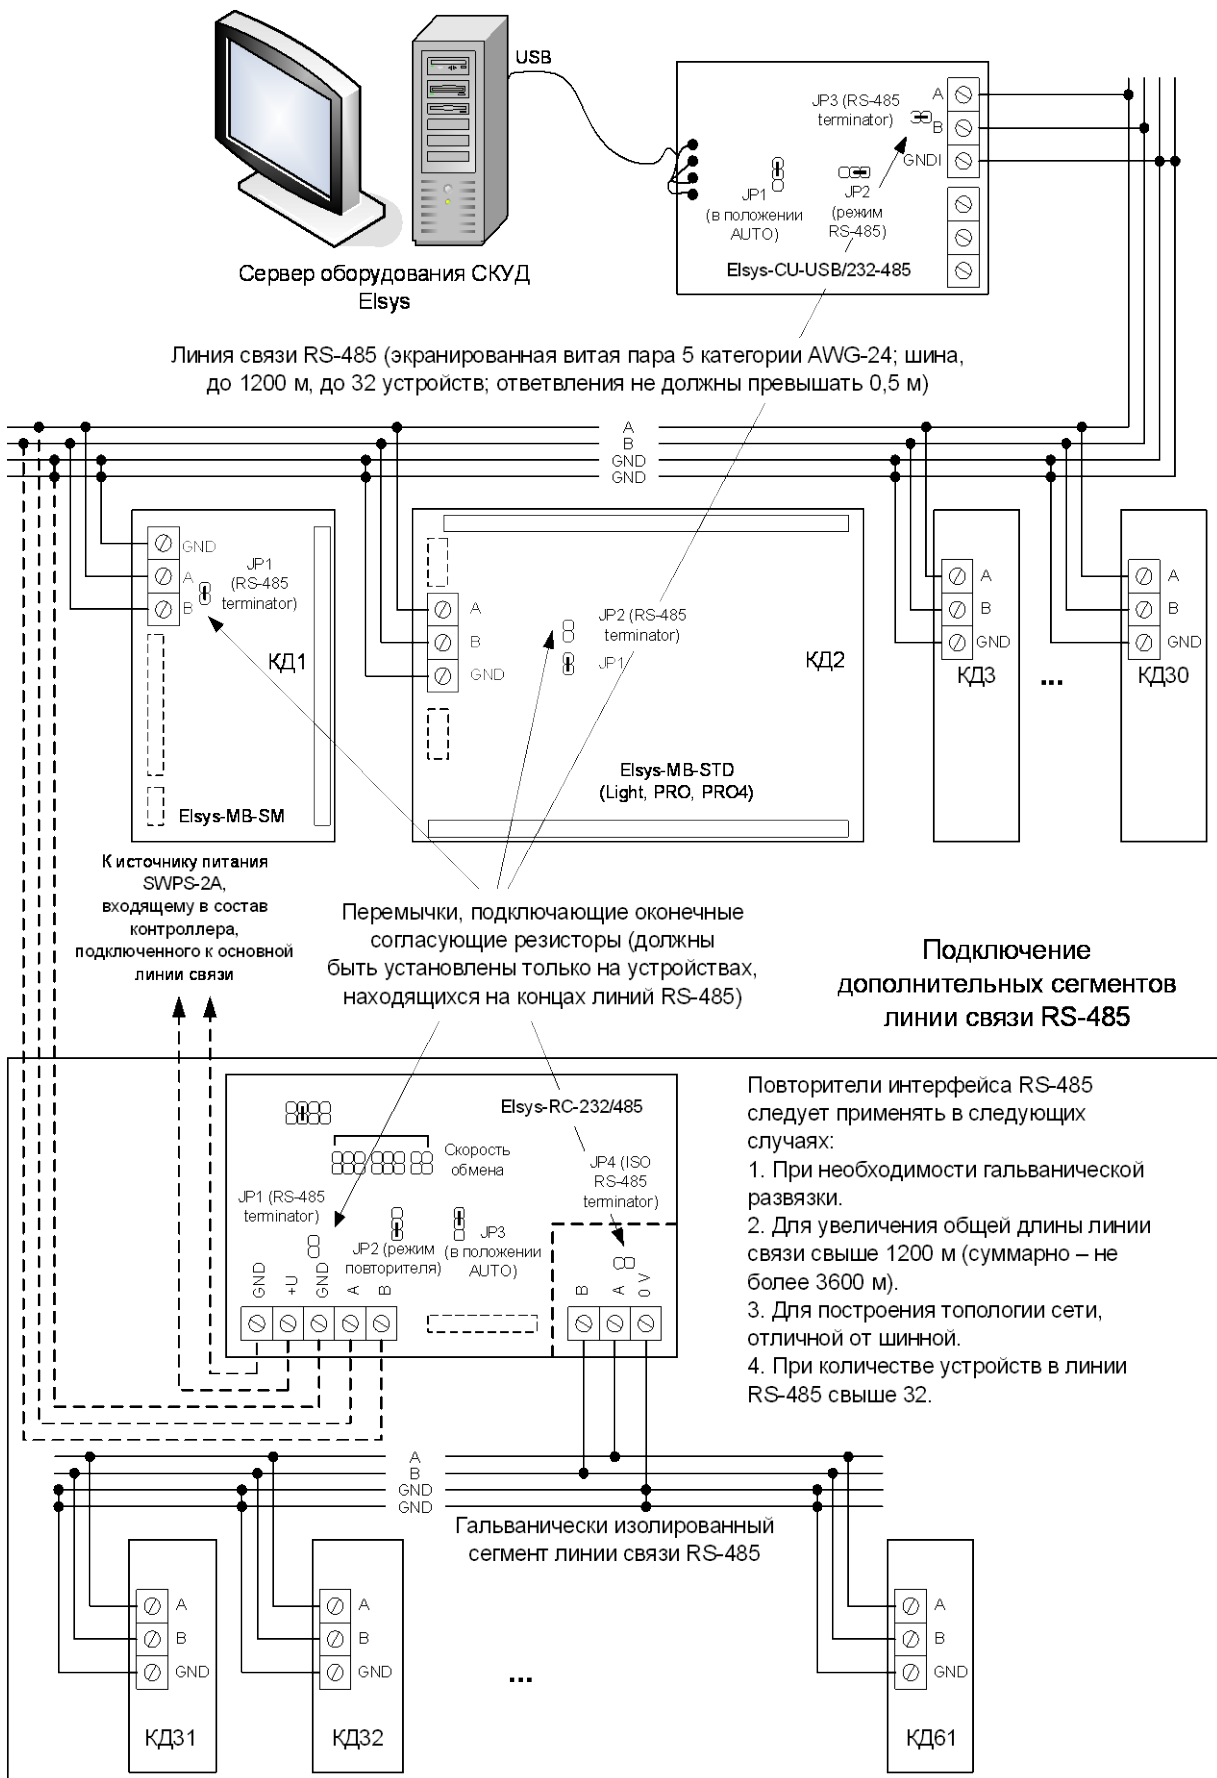 USB
Сервер оборудования СКУД
Elsys
JP3 (RS-485
terminator)
A
B
GNDI
JP1
(в положении
AUTO)
JP2
(режим
RS-485)
Elsys-CU-USB/232-485
Линия связи RS-485 (экранированная витая пара 5 категории AWG-24; шина,
до 1200 м, до 32 устройств; ответвления не должны превышать 0,5 м)
A
B
GND
GND
GND
A
B
JP1
(RS-485
terminator)
КД1
Elsys-MB-SM
A
B
GND
JP2 (RS-485
terminator)
JP1
КД2
Elsys-MB-STD
(Light, PRO, PRO4)
A
B
GND
КД3
...
A
B
GND
КД30
К источнику питания
SWPS-2A,
входящему в состав
контроллера,
подключенного к основной
линии связи
Перемычки, подключающие оконечные
согласующие резисторы (должны
быть установлены только на устройствах,
находящихся на концах линий RS-485)
Подключение
дополнительных сегментов
линии связи RS-485
Elsys-RC-232/485
Скорость
обмена
JP1 (RS-485
terminator)
JP2 (режим
повторителя)
JP3
(в положении
AUTO)
JP4 (ISO
RS-485
terminator)
GND
+U
GND
A
B
B
A
0 V
Повторители интерфейса RS-485
следует применять в следующих
случаях:
1. При необходимости гальванической
развязки.
2. Для увеличения общей длины линии
связи свыше 1200 м (суммарно – не
более 3600 м).
3. Для построения топологии сети,
отличной от шинной.
4. При количестве устройств в линии
RS-485 свыше 32.
A
B
GND
GND
Гальванически изолированный
сегмент линии связи RS-485
A
B
GND
КД31
A
B
GND
КД32
...
A
B
GND
КД61